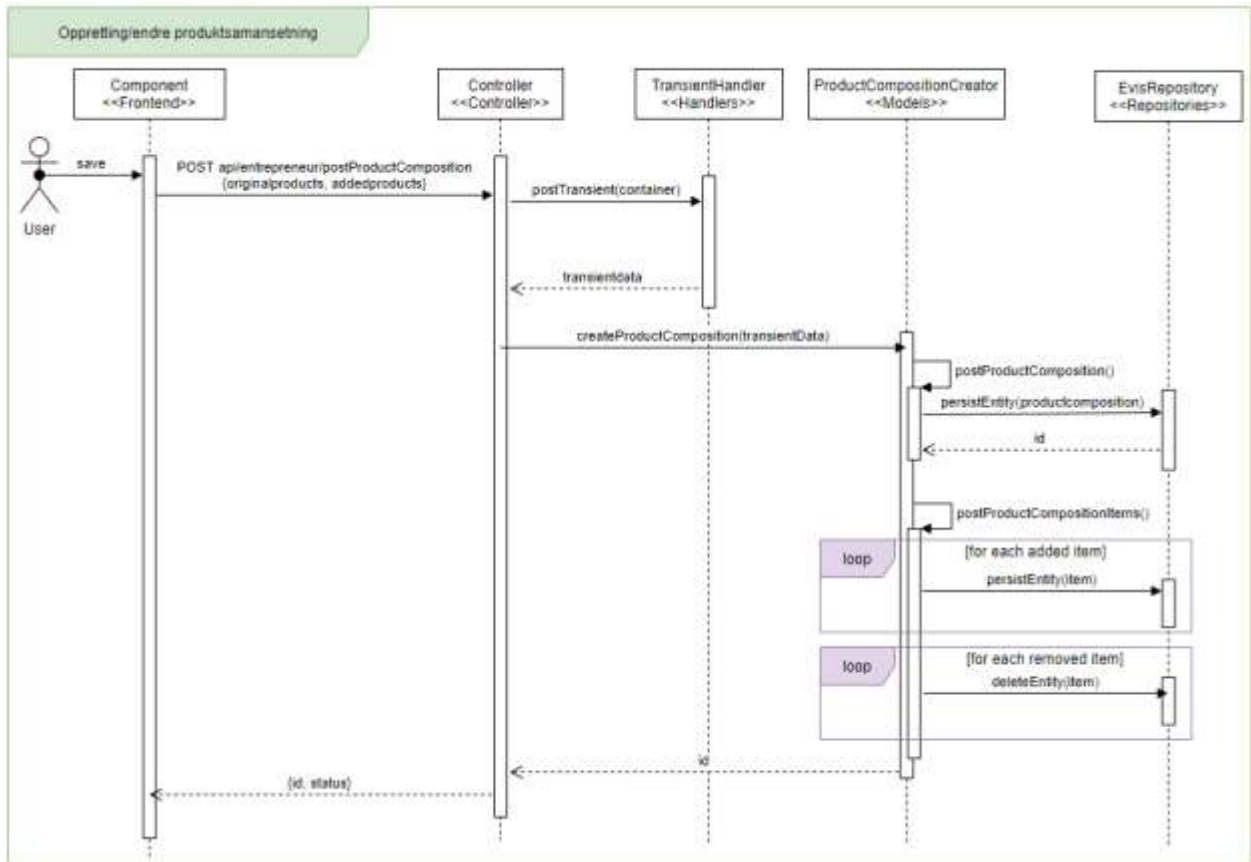 Oppretting/endre produktsamansetning
Component
<<Frontend>>
Controller
<<Controller>>
TransientHandler
<<Handlers>>
ProductCompositionCreator
<<Models>>
EvisRepository
<<Repositories>>
save
User
POST api/entrepreneur/postProductComposition
{originalproducts, addedproducts}
postTransient(container)
transientdata
createProductComposition(transientData)
postProductComposition()
persistEntity(productcomposition)
id
postProductCompositionItems()
loop
[for each added item]
persistEntity(item)
loop
[for each removed item]
deleteEntity(item)
id
{id, status}